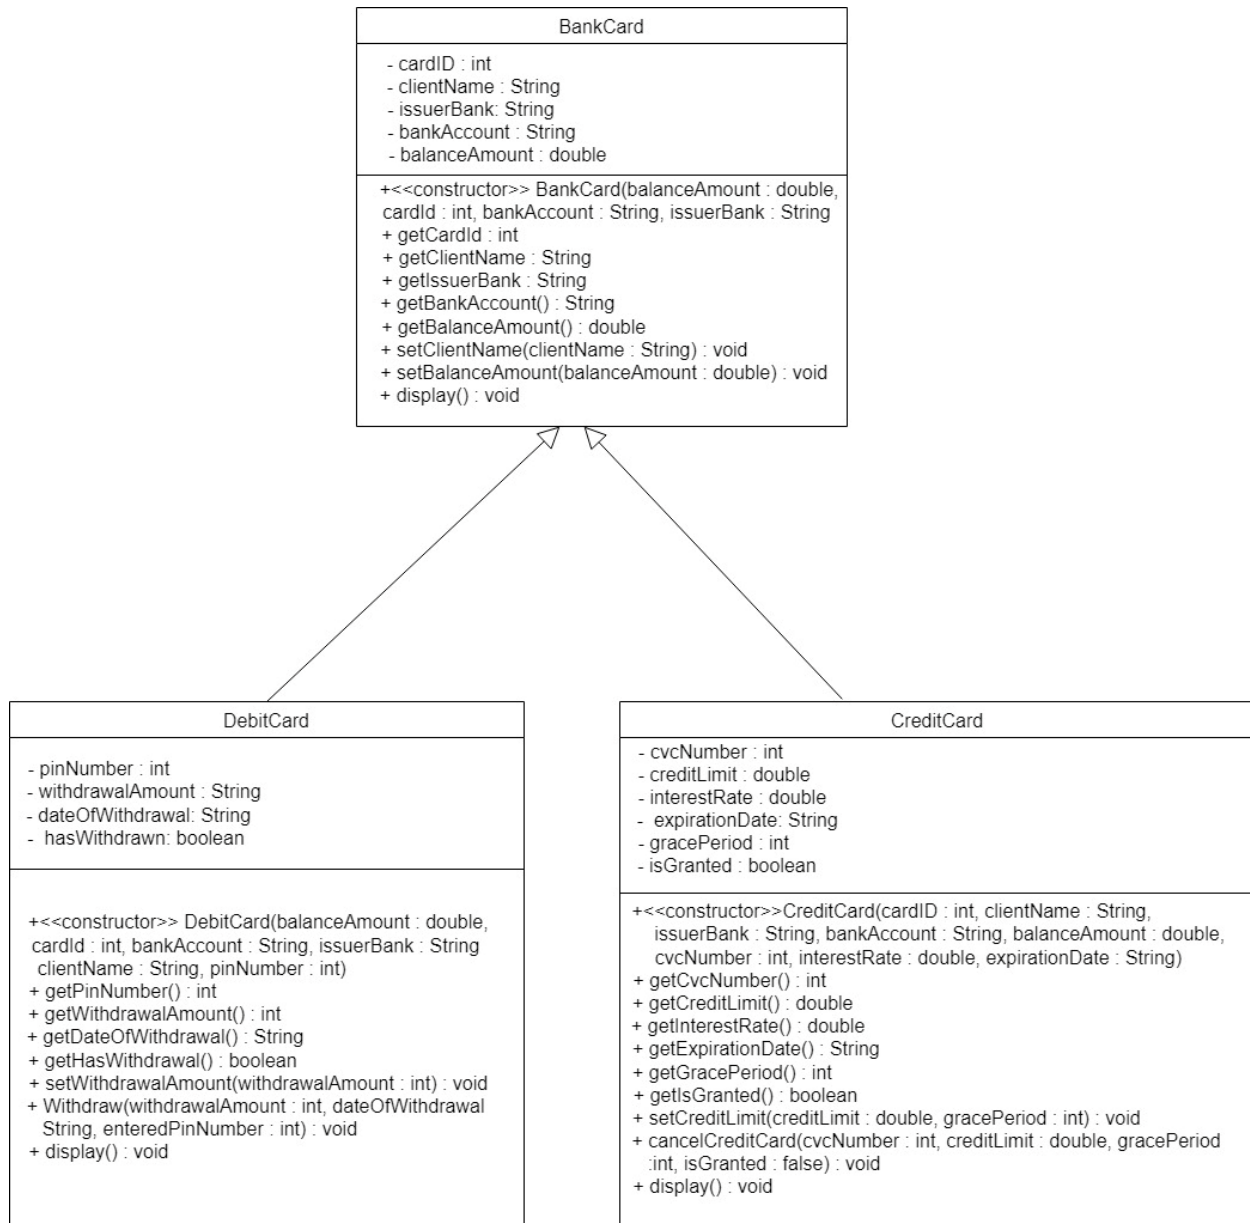 BankCard
- cardID : int
- clientName : String
- issuerBank: String
- bankAccount : String
- balanceAmount : double
+<<constructor>> BankCard(balanceAmount : double,
cardId : int, bankAccount : String, issuerBank : String
+ getCardId : int
+ getClientName : String
+ getIssuerBank : String
+ getBankAccount() : String
+ getBalanceAmount() : double
+ setClientName(clientName : String) : void
+ setBalanceAmount(balanceAmount : double) : void
+ display() : void
DebitCard
- pinNumber : int
- withdrawalAmount : String
- dateOfWithdrawal: String
- hasWithdrawn: boolean
+<<constructor>> DebitCard(balanceAmount : double,
cardId : int, bankAccount : String, issuerBank : String
clientName : String, pinNumber : int)
+ getPinNumber() : int
+ getWithdrawalAmount() : int
+ getDateOfWithdrawal() : String
+ getHasWithdrawal() : boolean
+ setWithdrawalAmount(withdrawalAmount : int) : void
+ Withdraw(withdrawalAmount : int, dateOfWithdrawal
String, enteredPinNumber : int) : void
+ display() : void
CreditCard
- cvcNumber : int
- creditLimit : double
- interestRate : double
- expirationDate: String
- gracePeriod : int
- isGranted : boolean
+<<constructor>>CreditCard(cardID : int, clientName : String,
issuerBank : String, bankAccount : String, balanceAmount : double,
cvcNumber : int, interestRate : double, expirationDate : String)
+ getCvcNumber() : int
+ getCreditLimit() : double
+ getInterestRate() : double
+ getExpirationDate() : String
+ getGracePeriod() : int
+ getIsGranted() : boolean
+ setCreditLimit(creditLimit : double, gracePeriod : int) : void
+ cancelCreditCard(cvcNumber : int, creditLimit : double, gracePeriod
:int, isGranted : false) : void
+ display() : void